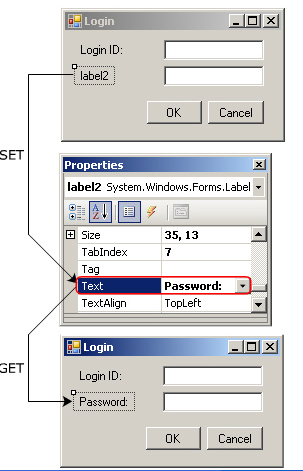 Login
Login ID:
label2
OK Cancel
SET
Properties
label2 System.Windows.Forms.Label
Size 35, 13
TabIndex 7
Tag
Text Password:
TextAlign TopLeft
GET
Login
Login ID:
Password:
OK Cancel